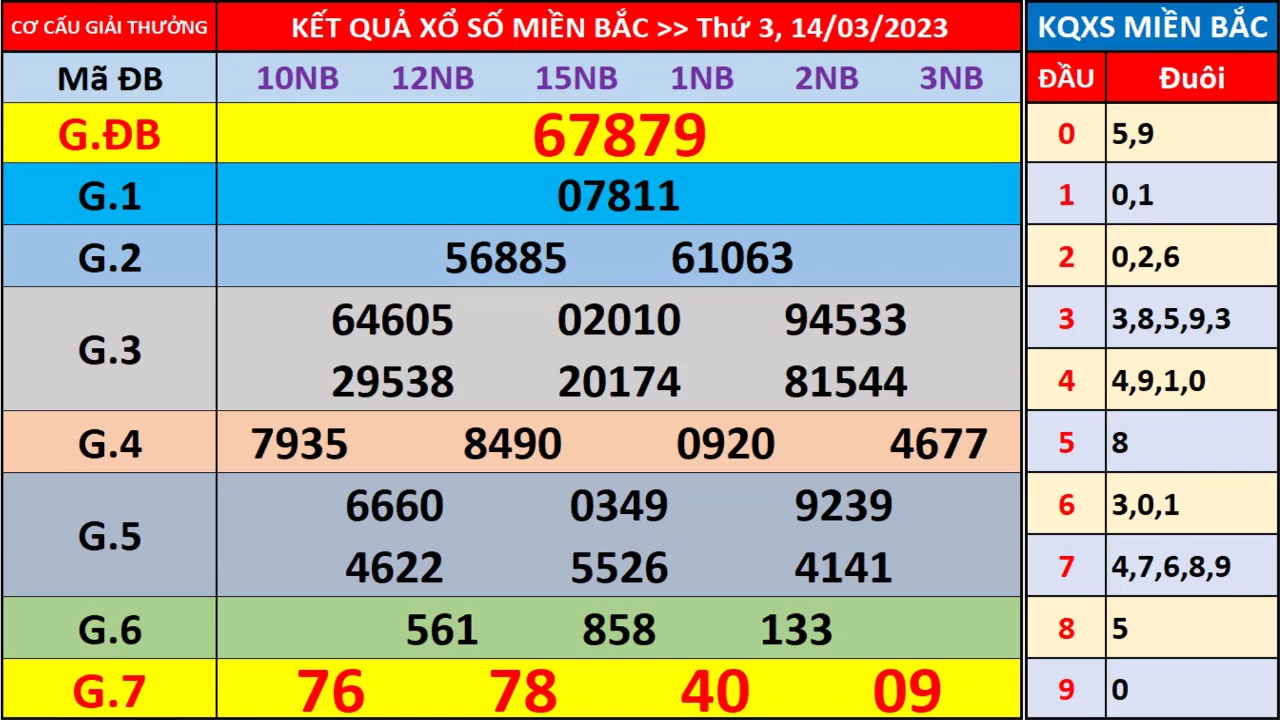 CƠ CẤU GIẢI THƯỞNG KẾT QUẢ XỔ SỐ MIỀN BẮC >> Thứ 3, 14/03/2023
Mã ĐB 10NB 12NB 15NB 1NB 2NB 3NB
G.ĐB 67879
G.1 07811
G.2 56885 61063
G.3 64605 02010 94533
29538 20174 81544
G.4 7935 8490 0920 4677
G.5 6660 0349 9239
4622 5526 4141
G.6 561 858 133
G.7 76 78 40 09
KQXS MIỀN BẮC
ĐẦU Đuôi
0 5,9
1 0,1
2 0,2,6
3 3,8,5,9,3
4 4,9,1,0
5 8
6 3,0,1
7 4,7,6,8,9
8 5
9 0